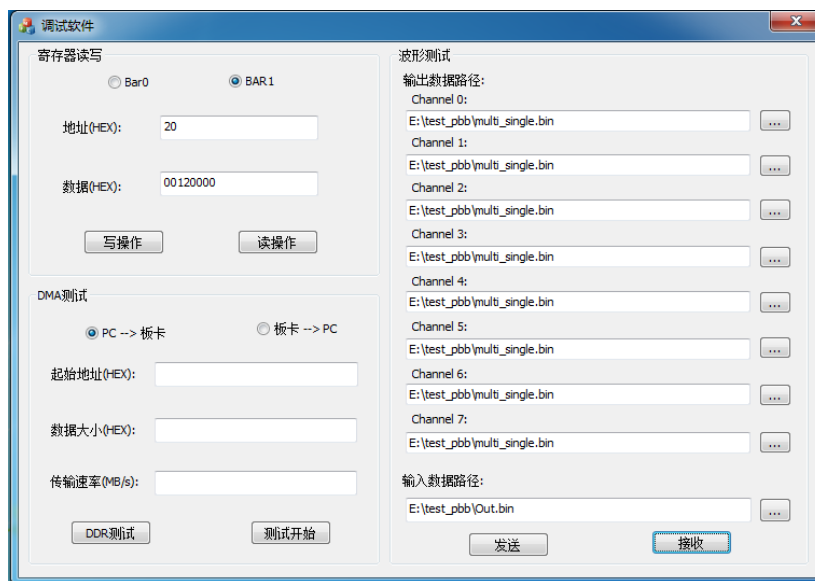 调试软件
寄存器读写
Bar0
BAR1
地址(HEX):
20
数据(HEX):
00120000
写操作
读操作
DMA测试
PC --> 板卡
板卡 --> PC
起始地址(HEX):
数据大小(HEX):
传输速率(MB/s):
DDR测试
测试开始
波形测试
输出数据路径:
Channel 0:
E:\test_pbb\multi_single.bin
...
Channel 1:
E:\test_pbb\multi_single.bin
...
Channel 2:
E:\test_pbb\multi_single.bin
...
Channel 3:
E:\test_pbb\multi_single.bin
...
Channel 4:
E:\test_pbb\multi_single.bin
...
Channel 5:
E:\test_pbb\multi_single.bin
...
Channel 6:
E:\test_pbb\multi_single.bin
...
Channel 7:
E:\test_pbb\multi_single.bin
...
输入数据路径:
E:\test_pbb\Out.bin
...
发送
接收